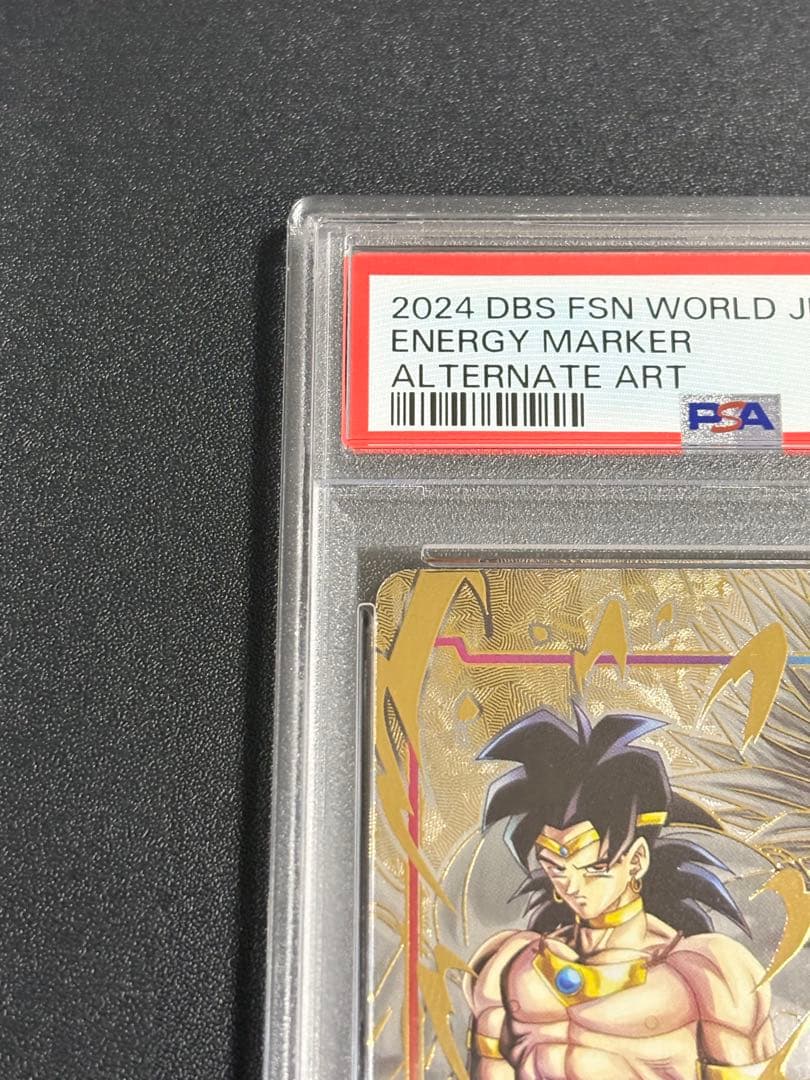 2024 DBS FSN WORLD
ENERGY MARKER
ALTERNATE ART
PSA